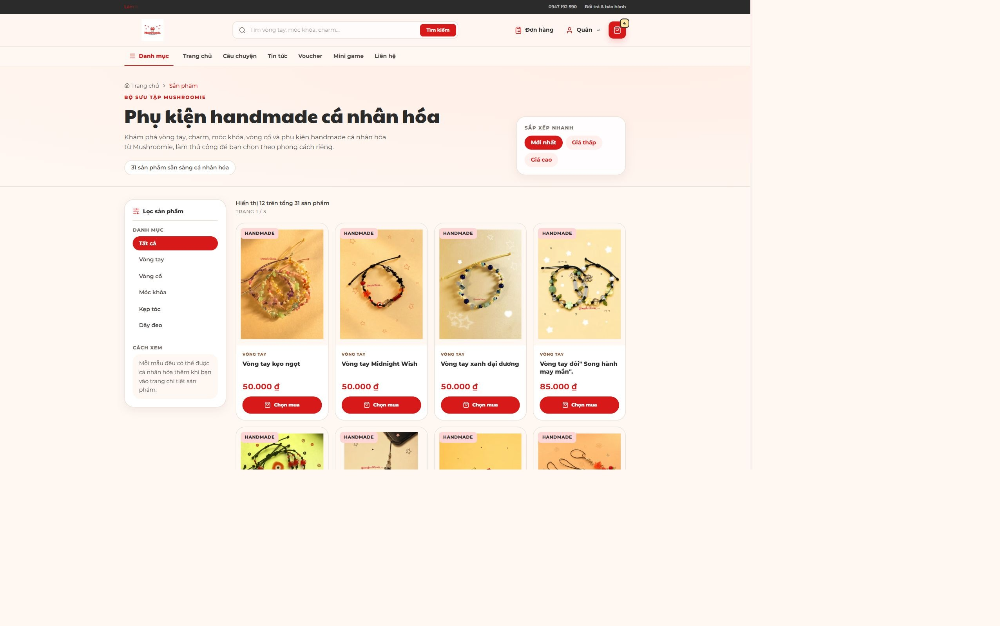 Làm
0947 192 590
Đổi trả & bảo hành
Mushroomie.
Tìm vòng tay, móc khóa, charm...
Tìm kiếm
Đơn hàng
Quân
4
Danh mục
Trang chủ
Câu chuyện
Tin tức
Voucher
Mini game
Liên hệ
Trang chủ
Sản phẩm
BỘ SƯU TẬP MUSHROOMIE
Phụ kiện handmade cá nhân hóa
Khám phá vòng tay, charm, móc khóa, vòng cổ và phụ kiện handmade cá nhân hóa
từ Mushroomie, làm thủ công để bạn chọn theo phong cách riêng.
31 sản phẩm sẵn sàng cá nhân hóa
SẮP XẾP NHANH
Mới nhất
Giá thấp
Giá cao
Lọc sản phẩm
DANH MỤC
Tất cả
Vòng tay
Vòng cổ
Móc khóa
Kẹp tóc
Dây đeo
CÁCH XEM
Mỗi mẫu đều có thể được
cá nhân hóa thêm khi bạn
vào trang chi tiết sản
phẩm.
Hiển thị 12 trên tổng 31 sản phẩm
TRANG 1 / 3
HANDMADE
VÒNG TAY
Vòng tay kẹo ngọt
50.000 ₫
Chọn mua
HANDMADE
VÒNG TAY
Vòng tay Midnight Wish
50.000 ₫
Chọn mua
HANDMADE
VÒNG TAY
Vòng tay xanh đại dương
50.000 ₫
Chọn mua
HANDMADE
VÒNG TAY
Vòng tay đôi" Song hành
may mắn".
85.000 ₫
Chọn mua
HANDMADE
HANDMADE
HANDMADE
HANDMADE